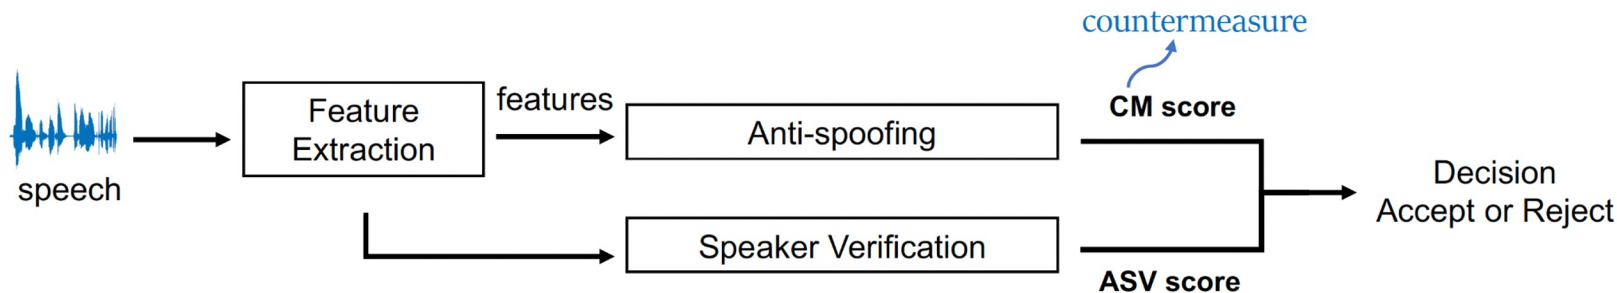 countermeasure
speech
Feature
Extraction
features
Anti-spoofing
CM score
Speaker Verification
ASV score
Decision
Accept or Reject